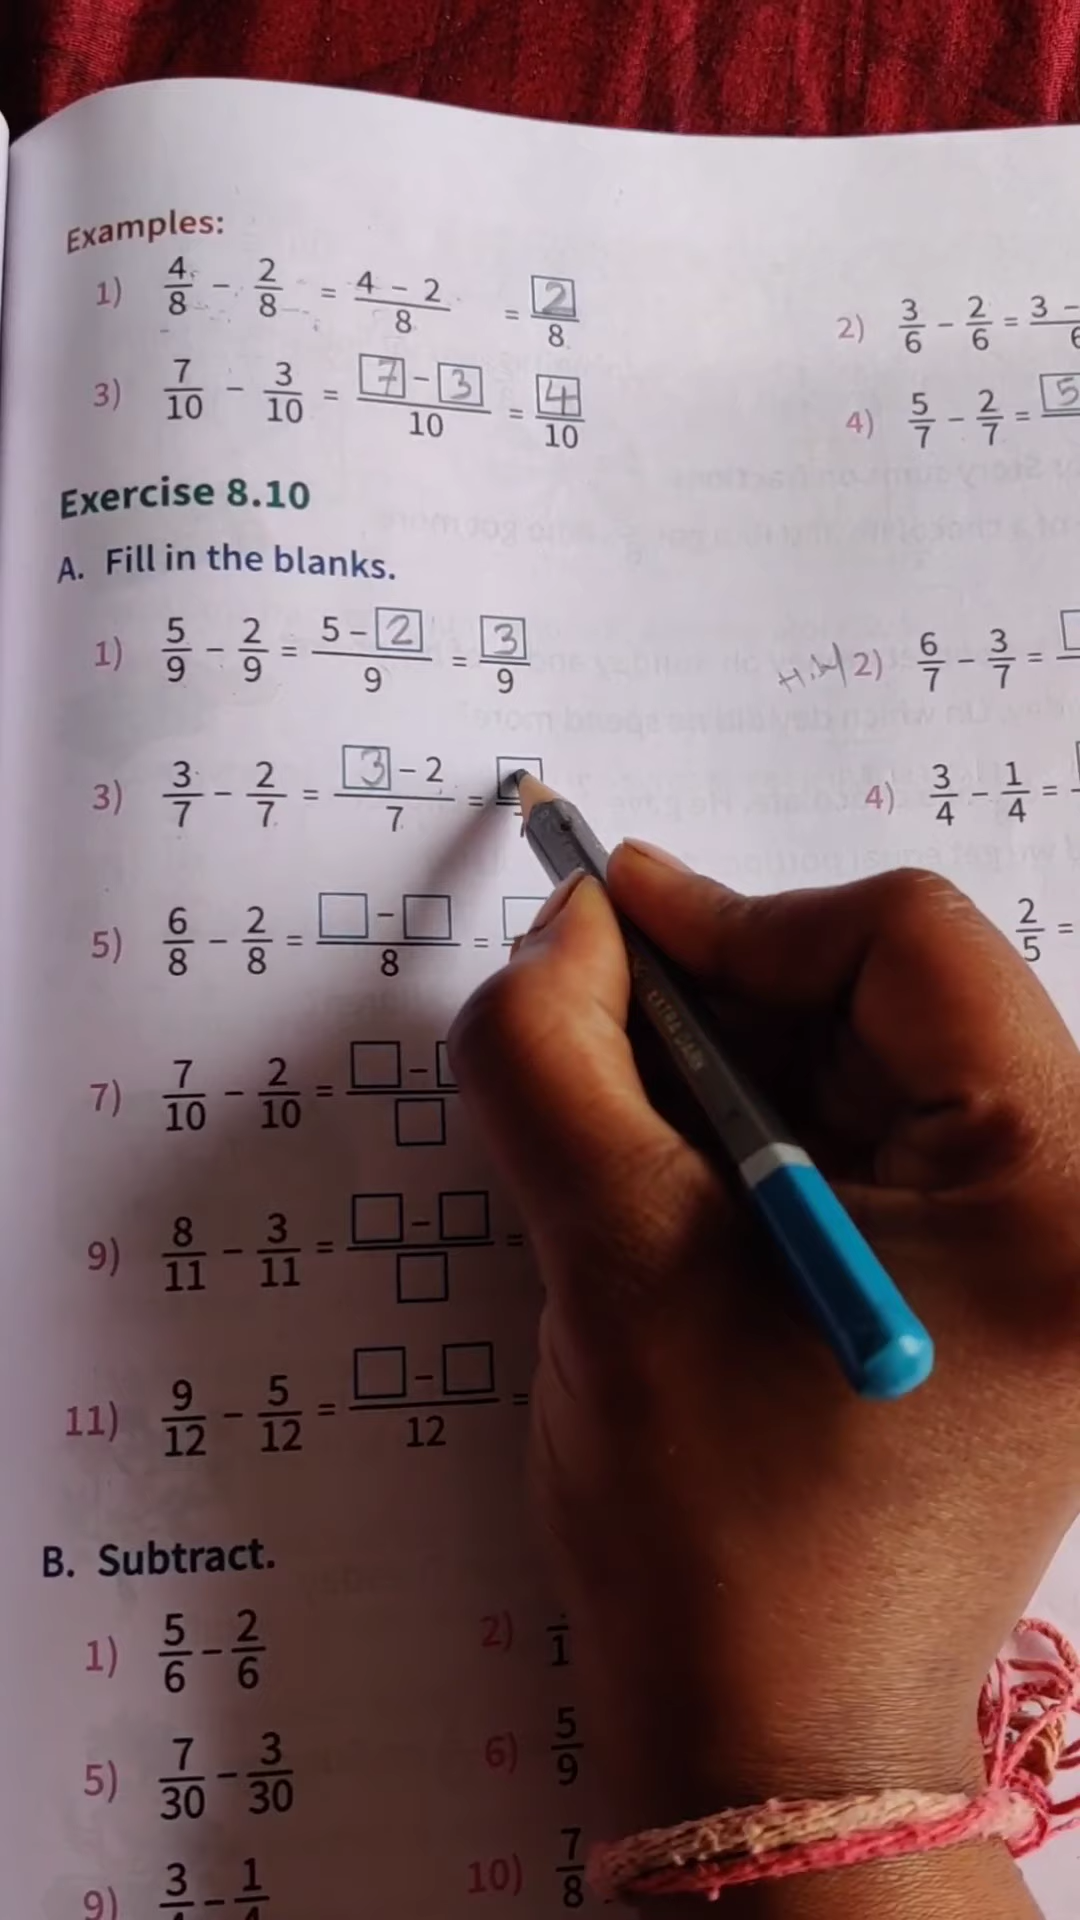 Examples:
1) 4/8 - 2/8 = 4 - 2/8 = 2/8
2) 3/6 - 2/6 = 3 -
3) 7/10 - 3/10 = 7 - 3/10 = 4/10
4) 5/7 - 2/7 = 5
Exercise 8.10
A. Fill in the blanks.
1) 5/9 - 2/9 = 5 - 2/9 = 3/9
2) 6/7 - 3/7 = □
3) 3/7 - 2/7 = 3 - 2/7 = □
4) 3/4 - 1/4 =
5) 6/8 - 2/8 = □ - □/8 = □
2/5 =
7) 7/10 - 2/10 = □ - □/□
9) 8/11 - 3/11 = □ - □/□ =
11) 9/12 - 5/12 = □ - □/12 =
B. Subtract.
1) 5/6 - 2/6
2)
5) 7/30 - 3/30
6) 5/9
9) 3/4 - 1/4
10) 7/8
EXTRA DARK